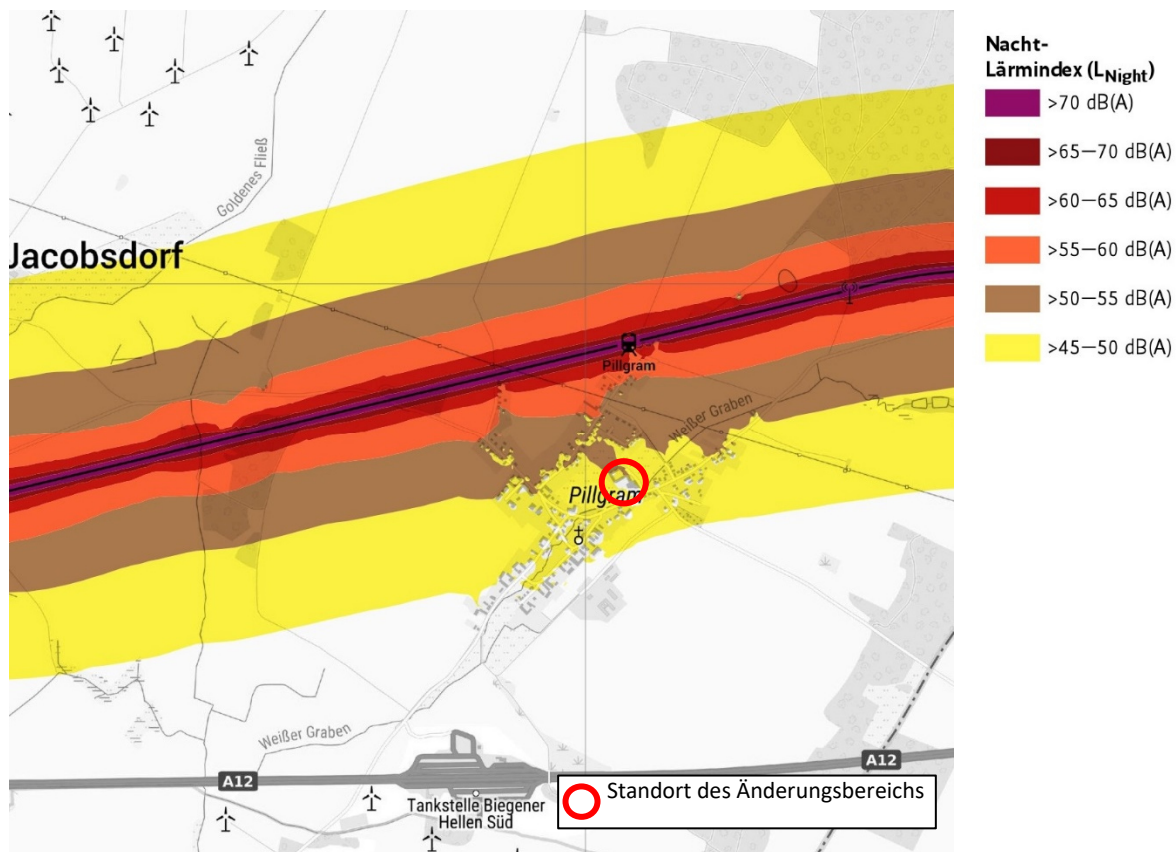 Nacht-
Lärmindex (LNight)
>70 dB(A)
>65—70 dB(A)
>60—65 dB(A)
>55—60 dB(A)
>50—55 dB(A)
>45—50 dB(A)
Goldenes Fließ
Jacobsdorf
Pillgram
Weißer Graben
Pillgram
Weißer Graben
A12
A12
Tankstelle Biegener
Hellen Süd
Standort des Änderungsbereichs